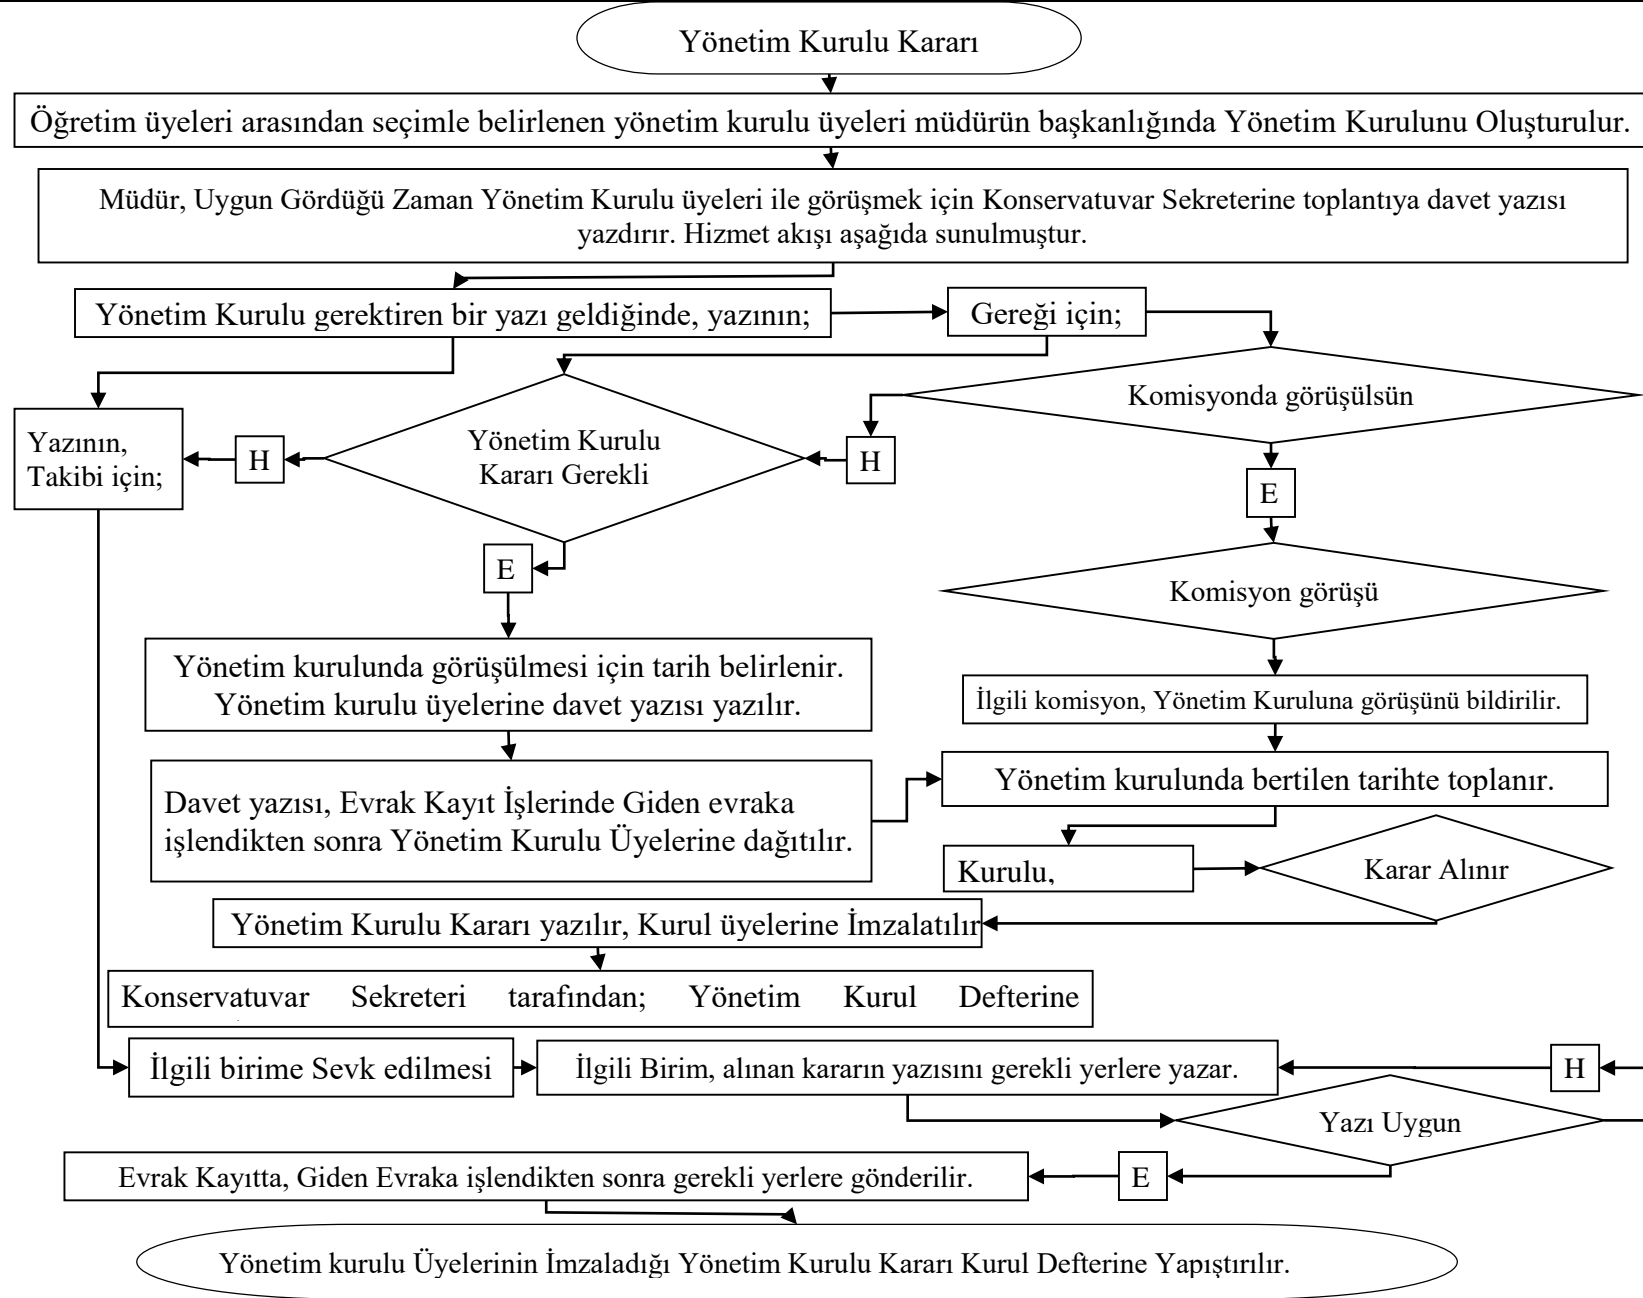 Yönetim Kurulu Kararı
Öğretim üyeleri arasından seçimle belirlenen yönetim kurulu üyeleri müdürün başkanlığında Yönetim Kurulunu Oluşturulur.
Müdür, Uygun Gördüğü Zaman Yönetim Kurulu üyeleri ile görüşmek için Konservatuvar Sekreterine toplantıya davet yazısı
yazdırır. Hizmet akışı aşağıda sunulmuştur.
Yönetim Kurulu gerektiren bir yazı geldiğinde, yazının;
Gereği için;
Komisyonda görüşülsün
Yazının,
Takibi için;
H
Yönetim Kurulu
Kararı Gerekli
H
E
E
Komisyon görüşü
Yönetim kurulunda görüşülmesi için tarih belirlenir.
Yönetim kurulu üyelerine davet yazısı yazılır.
İlgili komisyon, Yönetim Kuruluna görüşünü bildirilir.
Davet yazısı, Evrak Kayıt İşlerinde Giden evraka
işlendikten sonra Yönetim Kurulu Üyelerine dağıtılır.
Yönetim kurulunda bertilen tarihte toplanır.
Kurulu,
Karar Alınır
Yönetim Kurulu Kararı yazılır, Kurul üyelerine İmzalatılır
Konservatuvar Sekreteri tarafından; Yönetim Kurul Defterine
İlgili birime Sevk edilmesi
İlgili Birim, alınan kararın yazısını gerekli yerlere yazar.
H
Yazı Uygun
Evrak Kayıtta, Giden Evraka işlendikten sonra gerekli yerlere gönderilir.
E
Yönetim kurulu Üyelerinin İmzaladığı Yönetim Kurulu Kararı Kurul Defterine Yapıştırılır.